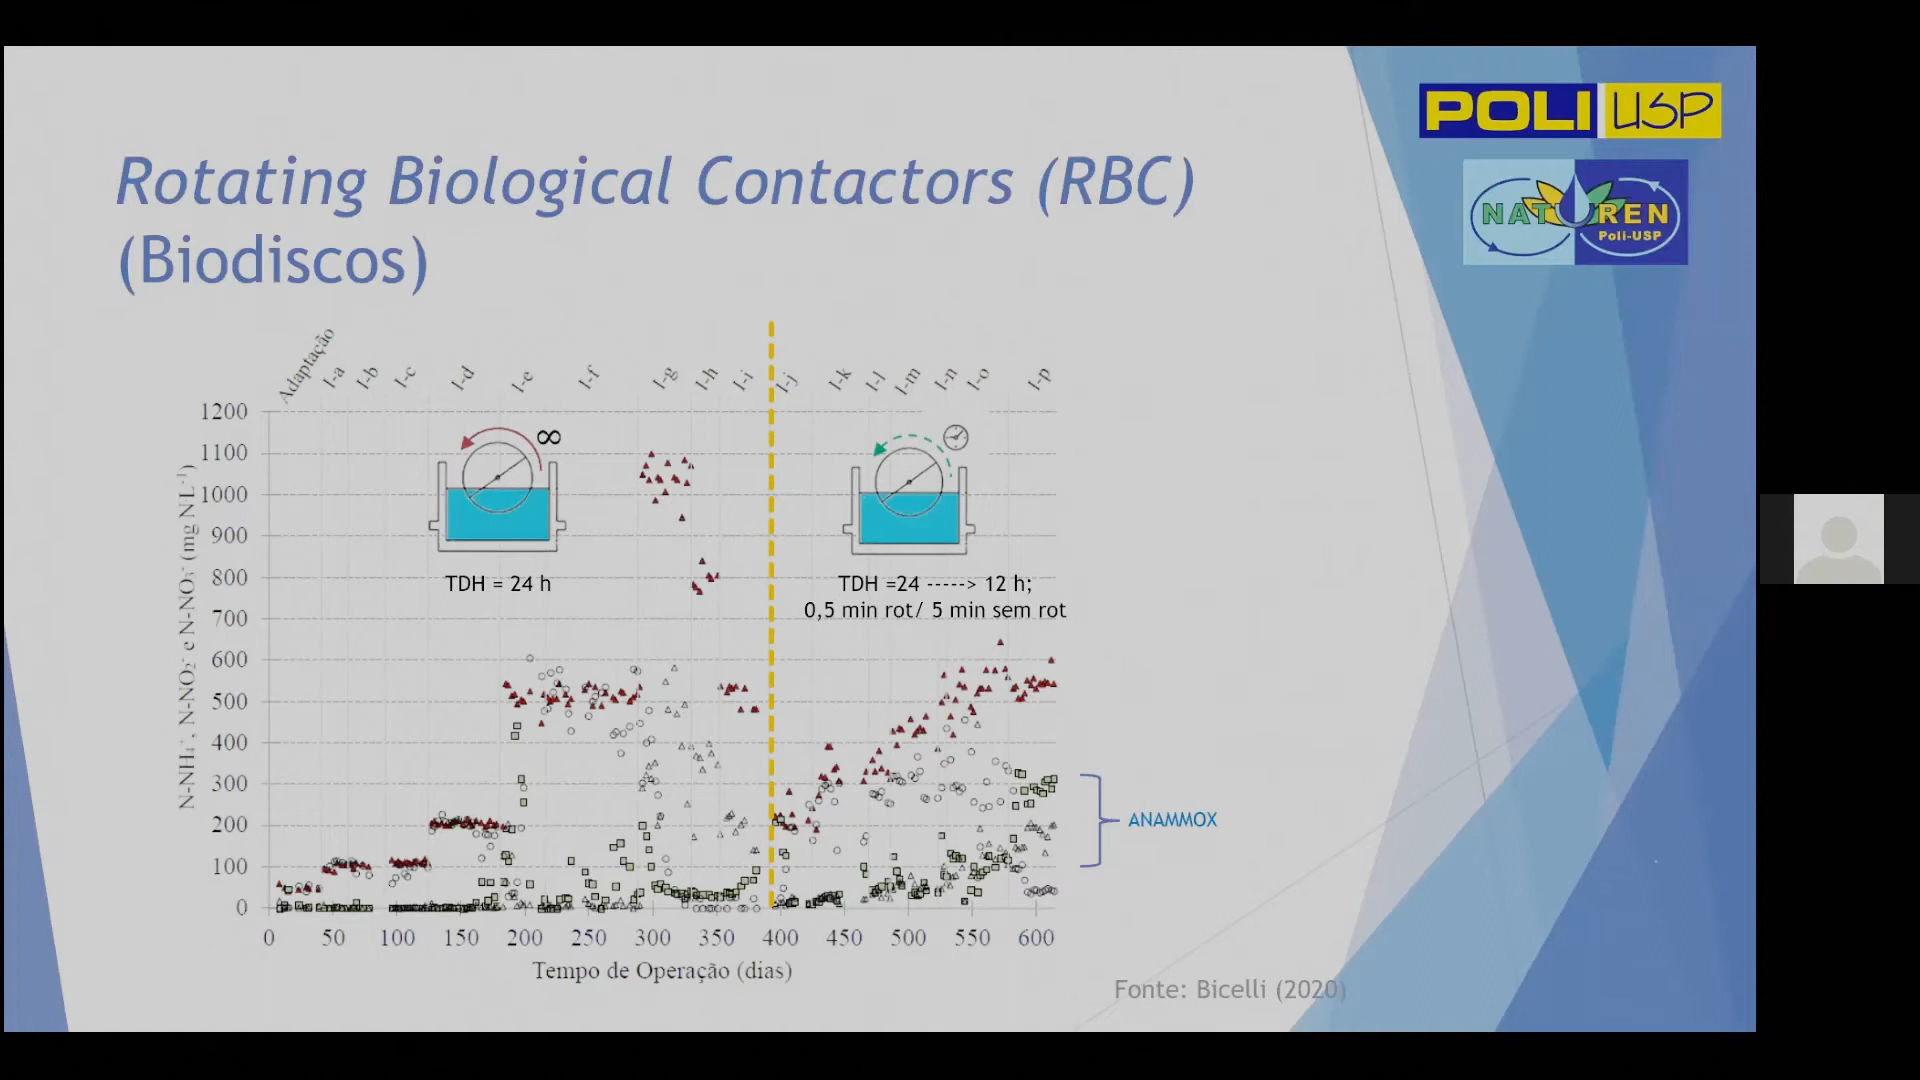 POLI USP
NATUREN
Poli-USP
Rotating Biological Contactors (RBC)
(Biodiscos)
Adaptação I-a I-b I-c I-d I-e I-f I-g I-h I-i I-j I-k I-l I-m I-n I-o I-p
1200
1100
1000
900
800
700
600
500
400
300
200
100
0
N-NH₄⁺, N-NO₂⁻ e N-NO₃⁻ (mg N L⁻¹)
∞
TDH = 24 h
TDH =24 -----> 12 h;
0,5 min rot/ 5 min sem rot
ANAMMOX
0 50 100 150 200 250 300 350 400 450 500 550 600
Tempo de Operação (dias)
Fonte: Bicelli (2020)